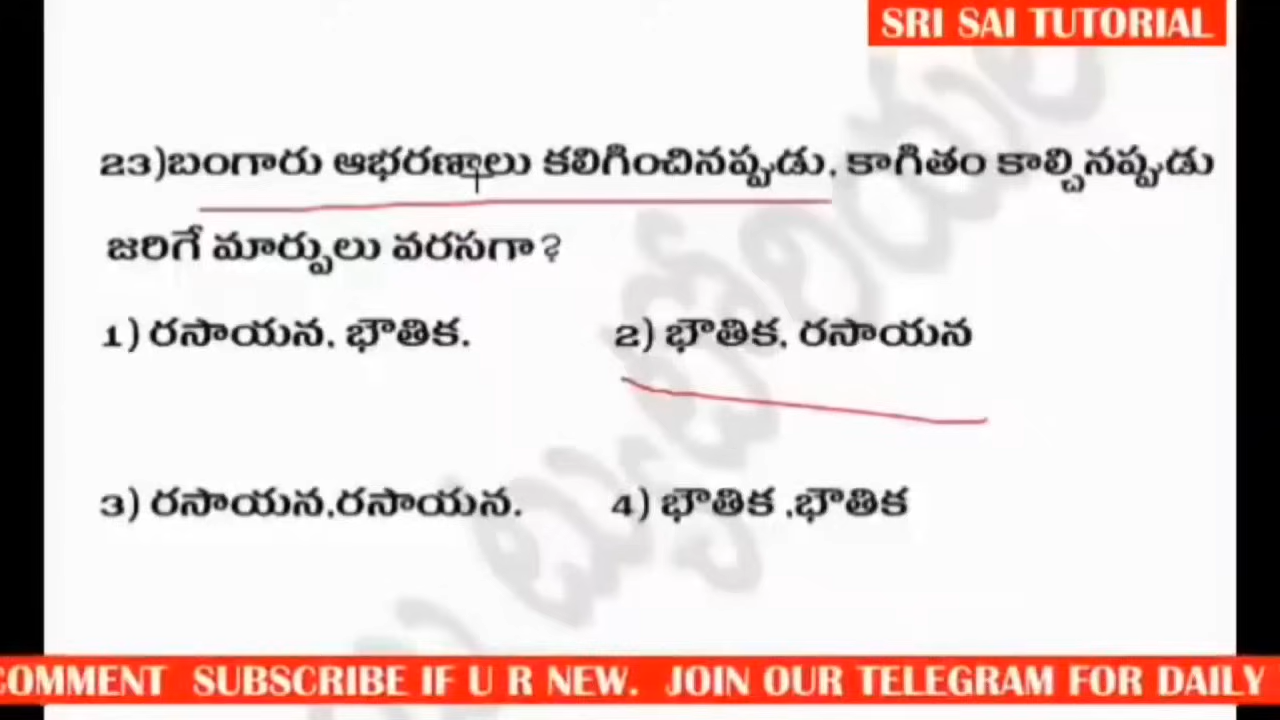 SRI SAI TUTORIAL
23)బంగారు ఆభరణాలు కలిగించినప్పుడు, కాగితం కాల్చినప్పుడు
జరిగే మార్పులు వరసగా?
1) రసాయన, భౌతిక. 2) భౌతిక, రసాయన
3) రసాయన,రసాయన. 4) భౌతిక ,భౌతిక
COMMENT SUBSCRIBE IF U R NEW. JOIN OUR TELEGRAM FOR DAILY